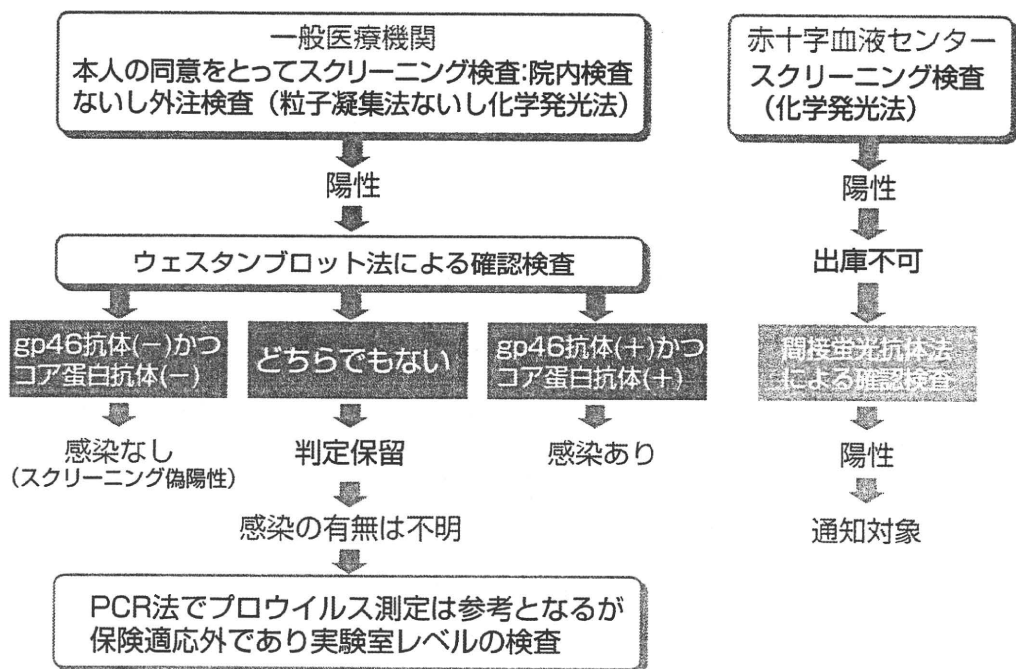 一般医療機関
本人の同意をとってスクリーニング検査:院内検査
ないし外注検査（粒子凝集法ないし化学発光法）
陽性
ウェスタンブロット法による確認検査
gp46抗体(－)かつ
コア蛋白抗体(－)
どちらでもない
gp46抗体(＋)かつ
コア蛋白抗体(＋)
感染なし
（スクリーニング偽陽性）
判定保留
感染あり
感染の有無は不明
PCR法でプロウイルス測定は参考となるが
保険適応外であり実験室レベルの検査
赤十字血液センター
スクリーニング検査
（化学発光法）
陽性
出庫不可
間接蛍光抗体法
による確認検査
陽性
通知対象